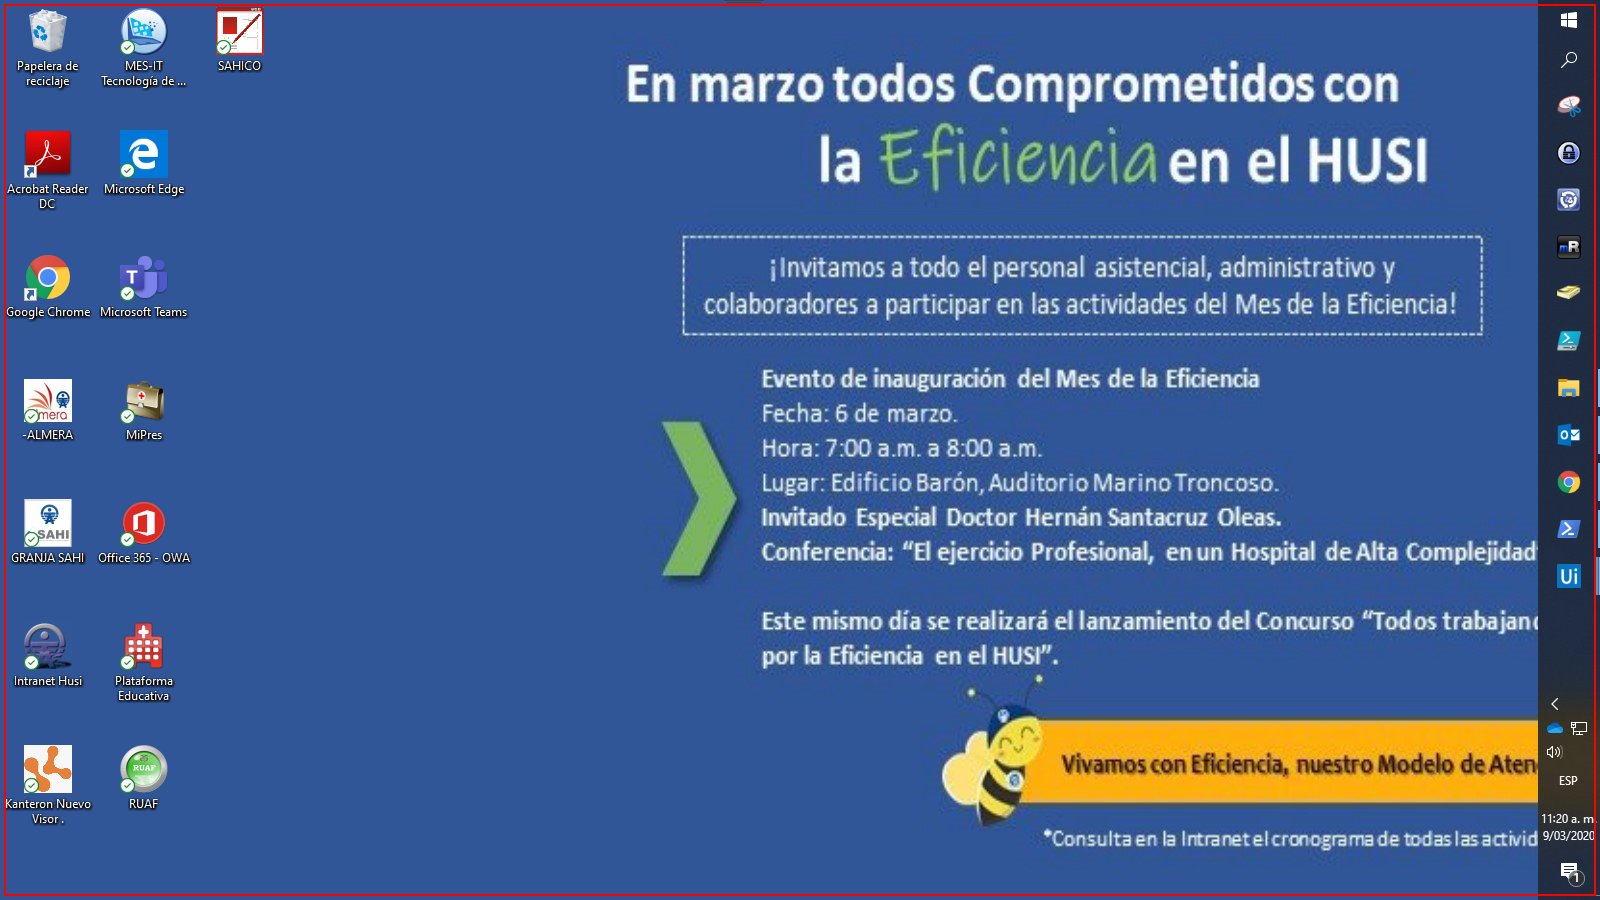 Papelera de
reciclaje
MES-IT
Tecnología de ...
SAHICO
Acrobat Reader
DC
Microsoft Edge
Google Chrome
Microsoft Teams
-ALMERA
MiPres
SAHI
GRANJA SAHI
Office 365 - OWA
Intranet Husi
Plataforma
Educativa
Kanteron Nuevo
Visor .
RUAF
RUAF
En marzo todos Comprometidos con
la Eficiencia en el HUSI
¡Invitamos a todo el personal asistencial, administrativo y
colaboradores a participar en las actividades del Mes de la Eficiencia!
Evento de inauguración del Mes de la Eficiencia
Fecha: 6 de marzo.
Hora: 7:00 a.m. a 8:00 a.m.
Lugar: Edificio Barón, Auditorio Marino Troncoso.
Invitado Especial Doctor Hernán Santacruz Oleas.
Conferencia: “El ejercicio Profesional, en un Hospital de Alta Complejidad”
Este mismo día se realizará el lanzamiento del Concurso “Todos trabajand
por la Eficiencia en el HUSI”.
Vivamos con Eficiencia, nuestro Modelo de Aten
*Consulta en la Intranet el cronograma de todas las activid
mR
Ui
ESP
11:20 a. m.
9/03/2020
1